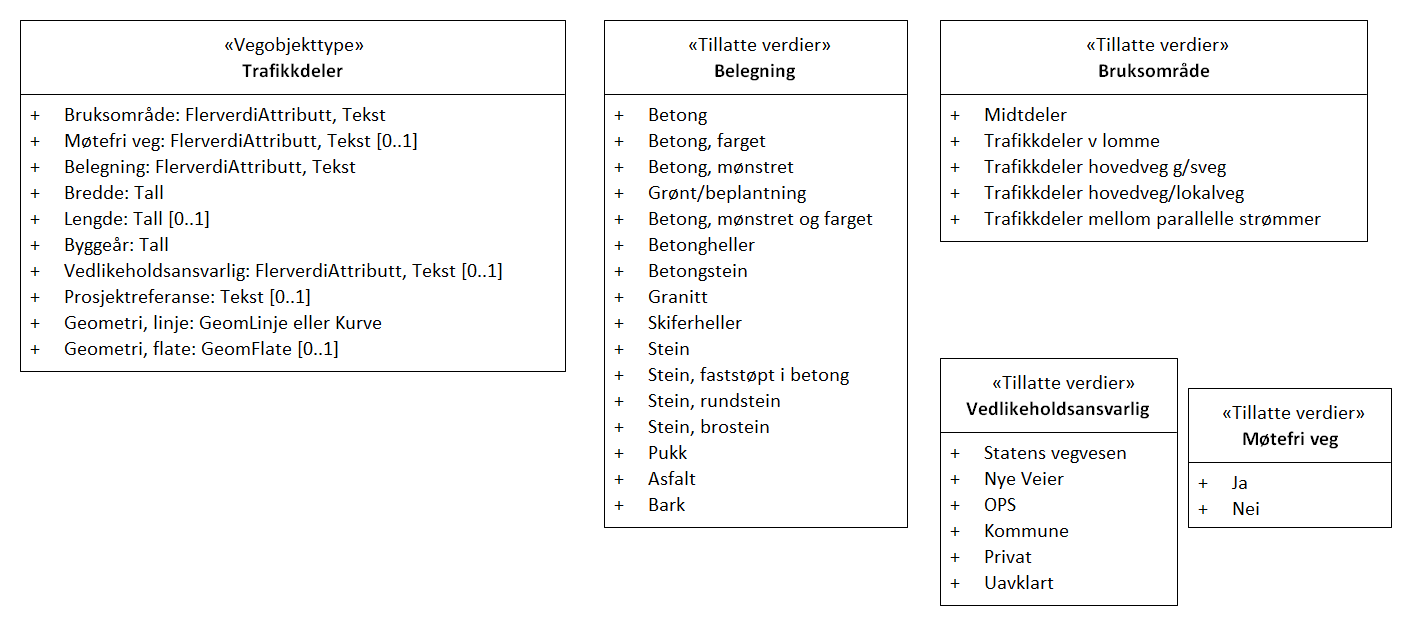 «Vegobjekttype»
Trafikkdeler
+ Bruksområde: FlerverdiAttributt, Tekst
+ Møtefri veg: FlerverdiAttributt, Tekst [0..1]
+ Belegning: FlerverdiAttributt, Tekst
+ Bredde: Tall
+ Lengde: Tall [0..1]
+ Byggeår: Tall
+ Vedlikeholdsansvarlig: FlerverdiAttributt, Tekst [0..1]
+ Prosjektreferanse: Tekst [0..1]
+ Geometri, linje: GeomLinje eller Kurve
+ Geometri, flate: GeomFlate [0..1]
«Tillatte verdier»
Belegning
+ Betong
+ Betong, farget
+ Betong, mønstret
+ Grønt/beplantning
+ Betong, mønstret og farget
+ Betongheller
+ Betongstein
+ Granitt
+ Skiferheller
+ Stein
+ Stein, faststøpt i betong
+ Stein, rundstein
+ Stein, brostein
+ Pukk
+ Asfalt
+ Bark
«Tillatte verdier»
Bruksområde
+ Midtdeler
+ Trafikkdeler v lomme
+ Trafikkdeler hovedveg g/sveg
+ Trafikkdeler hovedveg/lokalveg
+ Trafikkdeler mellom parallelle strømmer
«Tillatte verdier»
Vedlikeholdsansvarlig
+ Statens vegvesen
+ Nye Veier
+ OPS
+ Kommune
+ Privat
+ Uavklart
«Tillatte verdier»
Møtefri veg
+ Ja
+ Nei